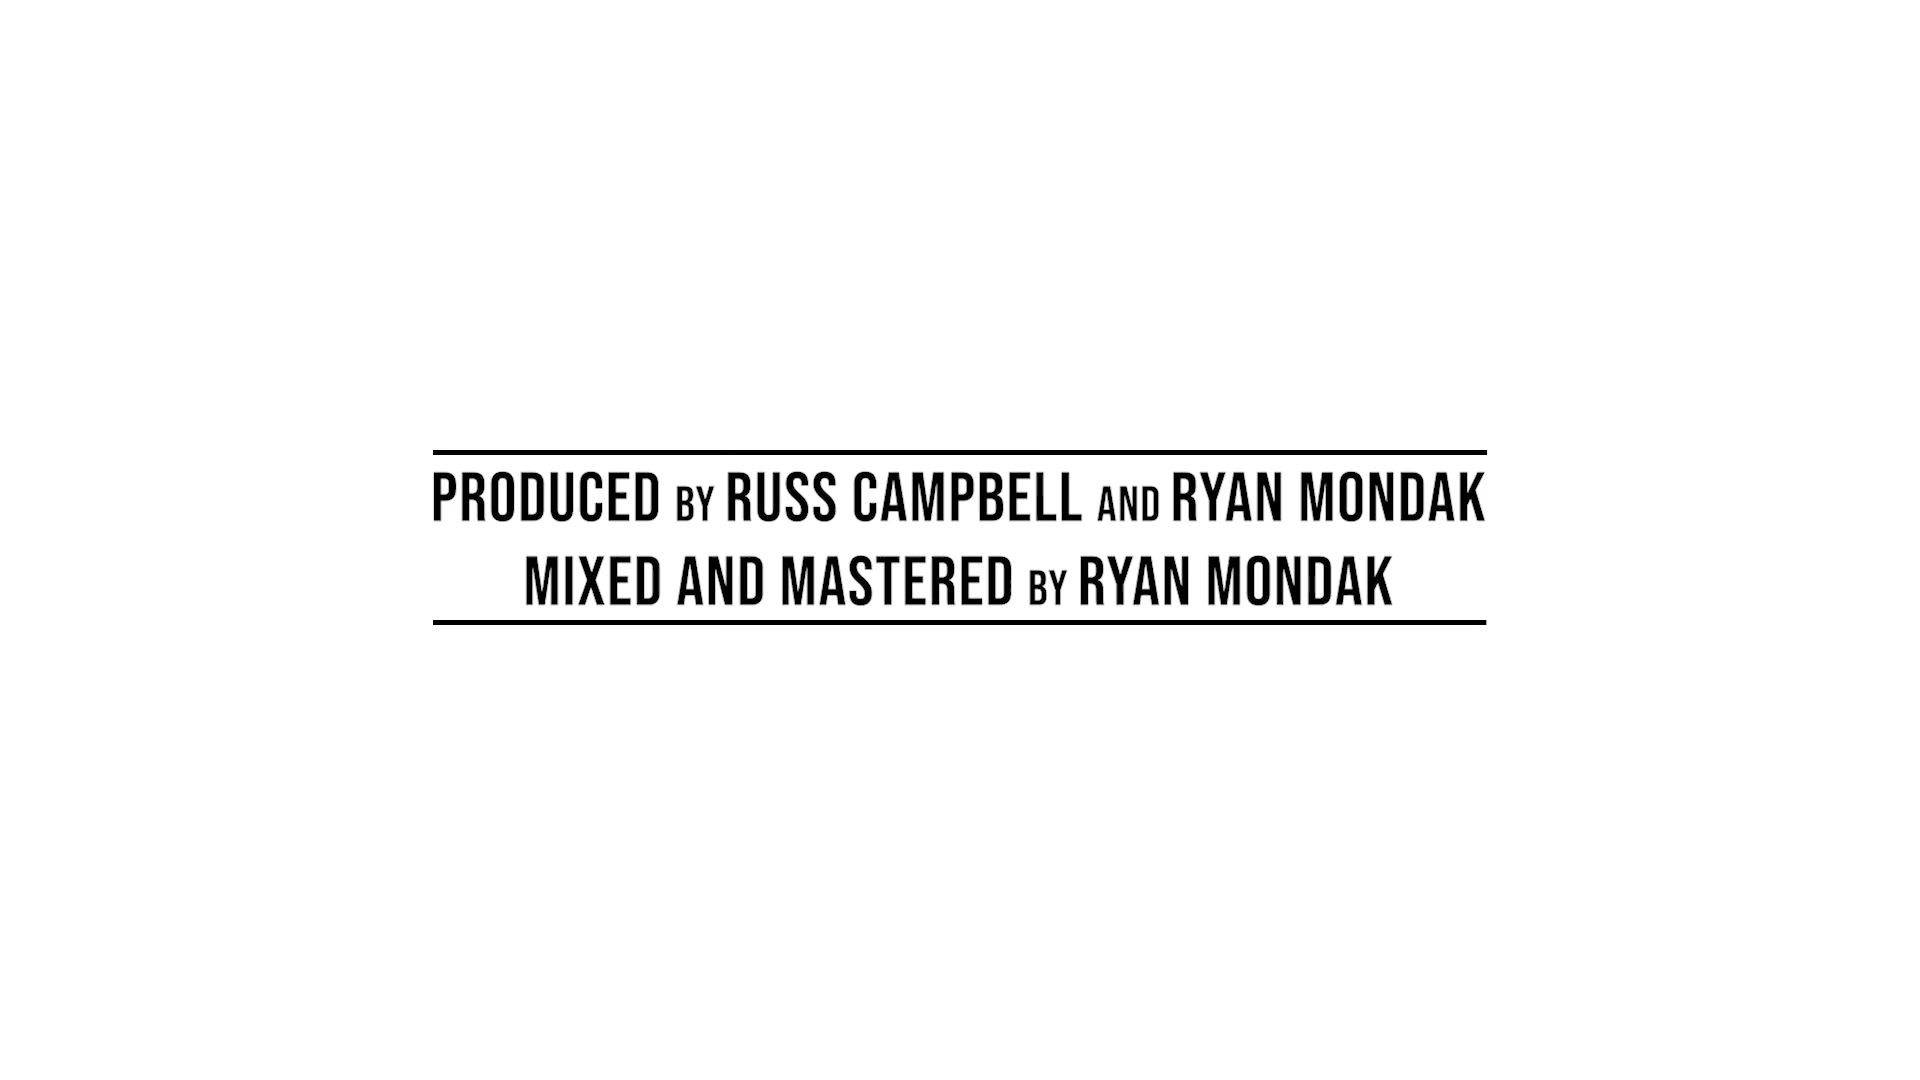 PRODUCED BY RUSS CAMPBELL AND RYAN MONDAK
MIXED AND MASTERED BY RYAN MONDAK